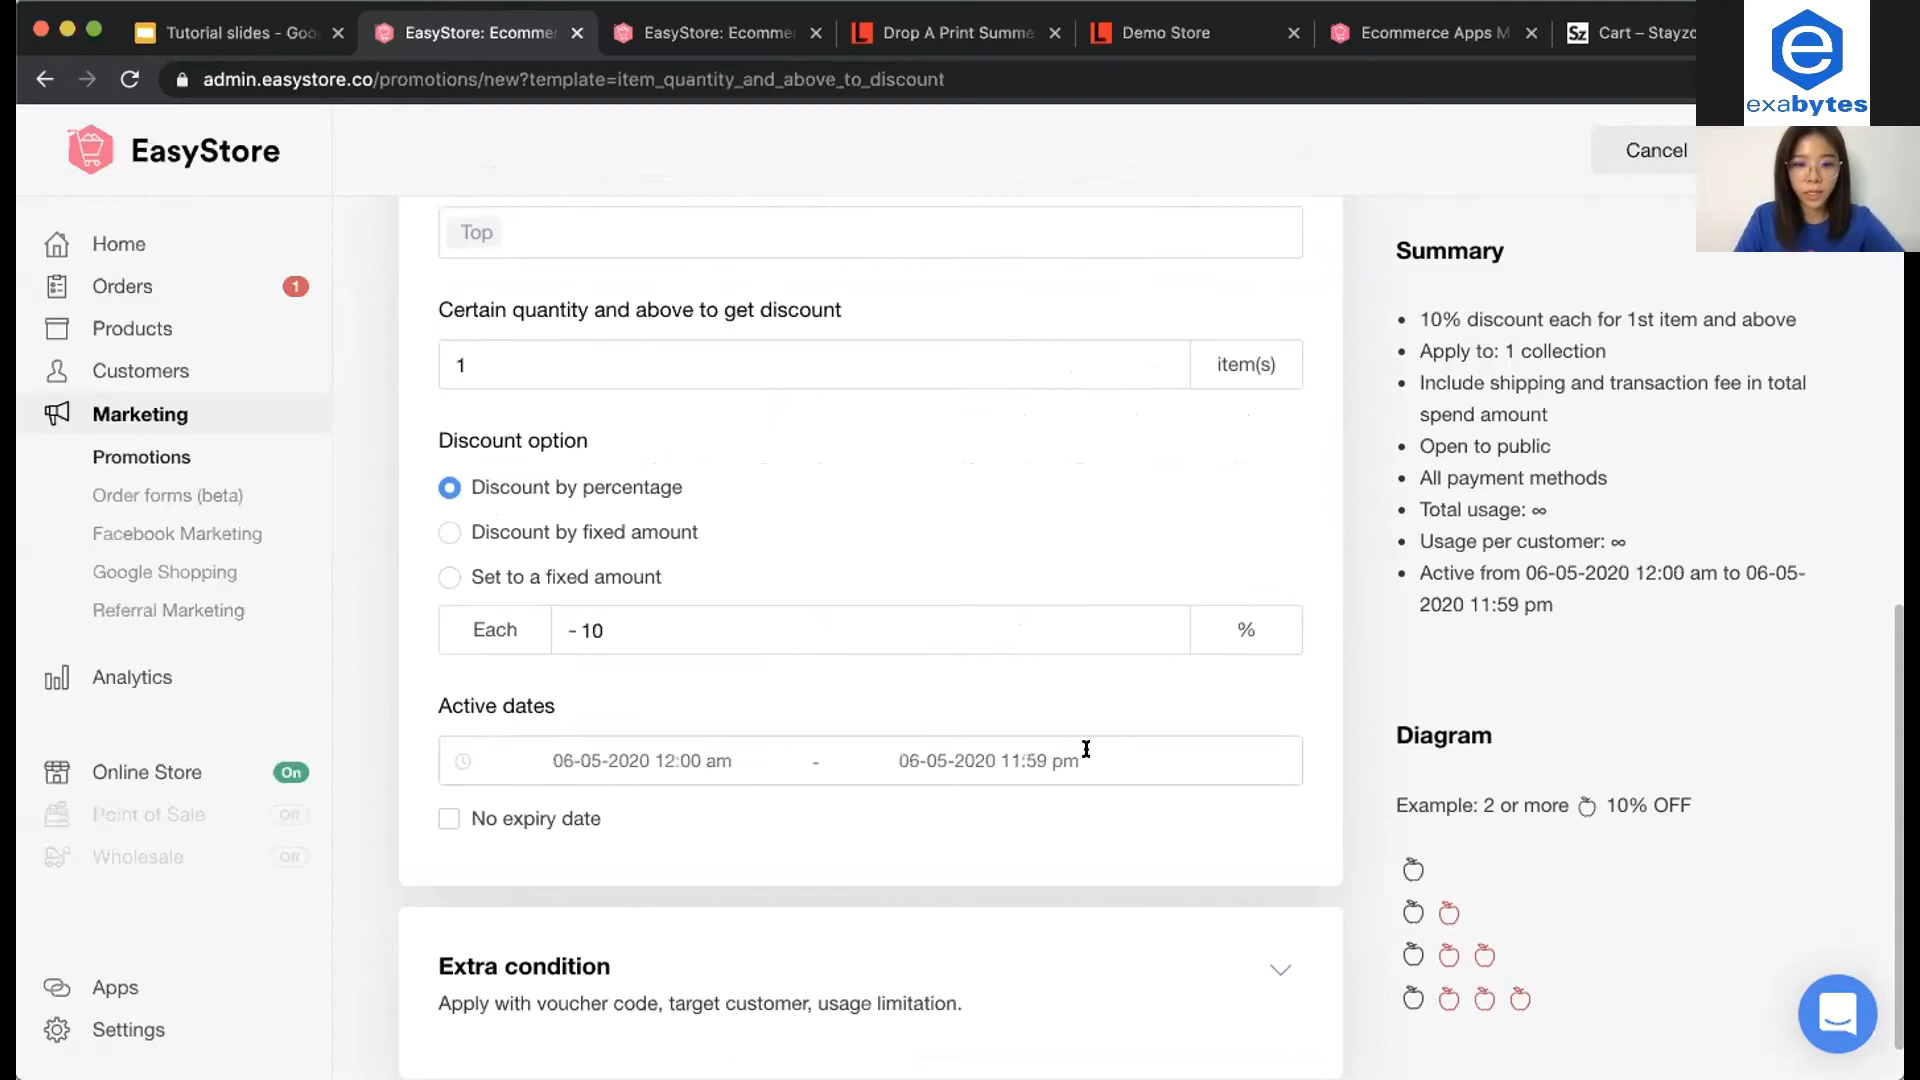 Tutorial slides - Goo
EasyStore: Ecommer
EasyStore: Ecommer
Drop A Print Summe
Demo Store
Ecommerce Apps M
Sz
Cart – Stayzo
admin.easystore.co/promotions/new?template=item_quantity_and_above_to_discount
e
exabytes
EasyStore
Cancel
Home
Orders
1
Products
Customers
Marketing
Promotions
Order forms (beta)
Facebook Marketing
Google Shopping
Referral Marketing
Analytics
Online Store
On
Point of Sale
Off
Wholesale
Off
Apps
Settings
Top
Certain quantity and above to get discount
1
item(s)
Discount option
Discount by percentage
Discount by fixed amount
Set to a fixed amount
Each
- 10
%
Active dates
06-05-2020 12:00 am - 06-05-2020 11:59 pm
No expiry date
Extra condition
Apply with voucher code, target customer, usage limitation.
Summary
• 10% discount each for 1st item and above
• Apply to: 1 collection
• Include shipping and transaction fee in total
spend amount
• Open to public
• All payment methods
• Total usage: ∞
• Usage per customer: ∞
• Active from 06-05-2020 12:00 am to 06-05-
2020 11:59 pm
Diagram
Example: 2 or more 10% OFF